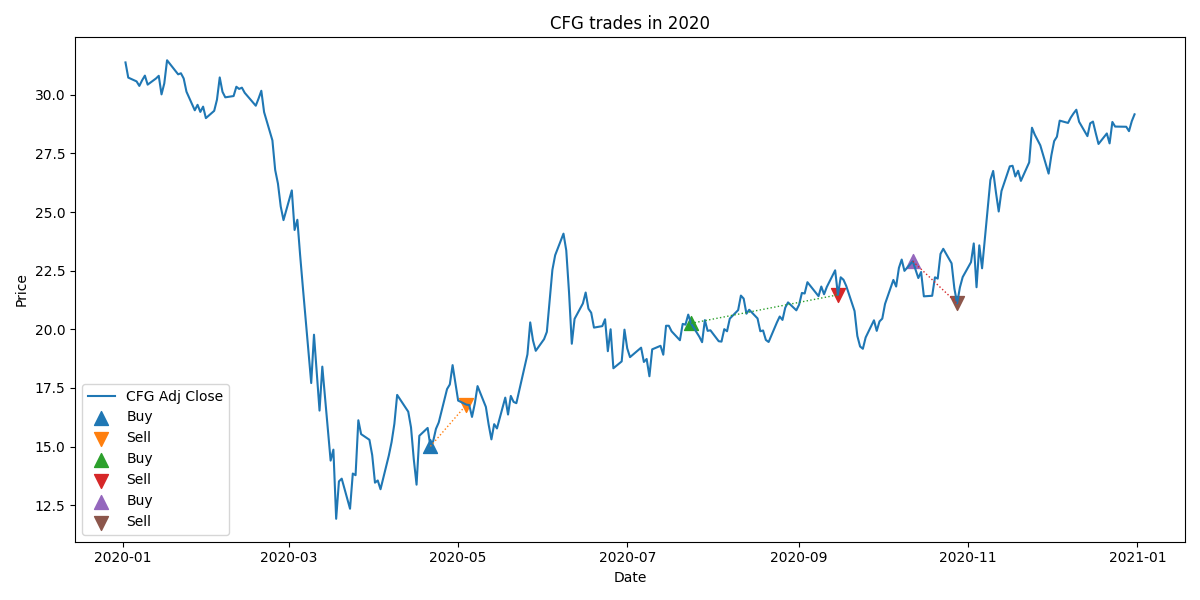 CFG trades in 2020
Price
30.0
27.5
25.0
22.5
20.0
17.5
15.0
12.5
CFG Adj Close
Buy
Sell
Buy
Sell
Buy
Sell
2020-01 2020-03 2020-05 2020-07 2020-09 2020-11 2021-01
Date